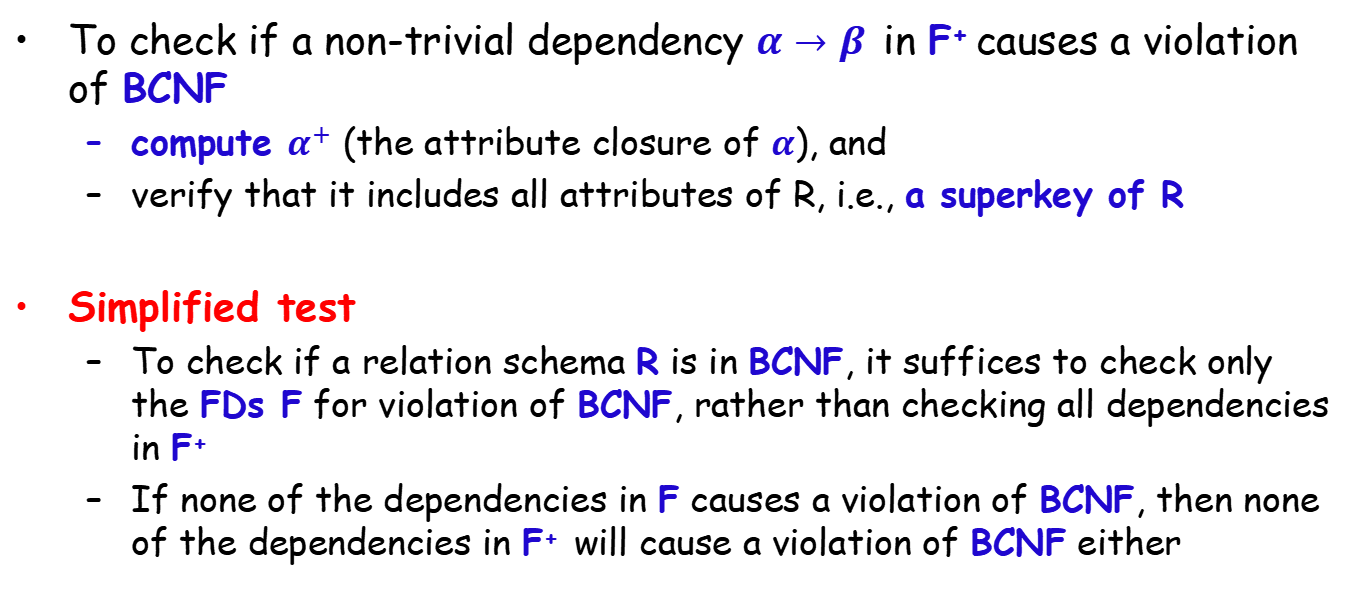 • To check if a non-trivial dependency α → β in F⁺ causes a violation
of BCNF
– compute α⁺ (the attribute closure of α), and
– verify that it includes all attributes of R, i.e., a superkey of R
• Simplified test
– To check if a relation schema R is in BCNF, it suffices to check only
the FDs F for violation of BCNF, rather than checking all dependencies
in F⁺
– If none of the dependencies in F causes a violation of BCNF, then none
of the dependencies in F⁺ will cause a violation of BCNF either